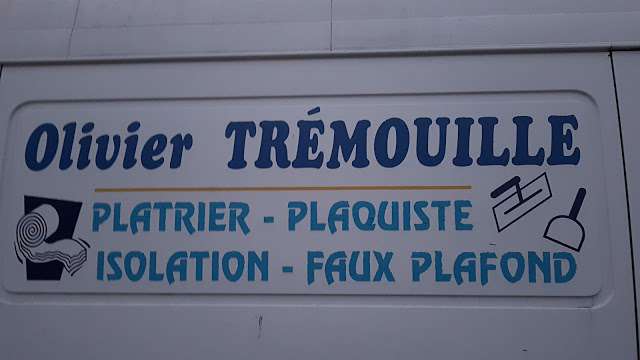 Olivier TRÉMOUILLE
PLATRIER - PLAQUISTE
ISOLATION - FAUX PLAFOND